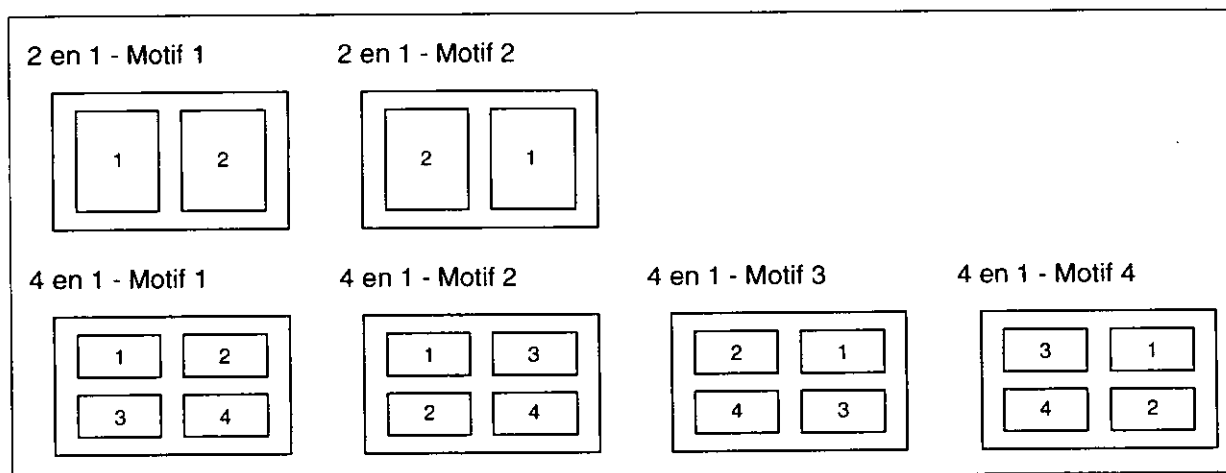 2 en 1 - Motif 1 2 en 1 - Motif 2
1 2 2 1
4 en 1 - Motif 1 4 en 1 - Motif 2 4 en 1 - Motif 3 4 en 1 - Motif 4
1 2 1 3 2 1 3 1
3 4 2 4 4 3 4 2